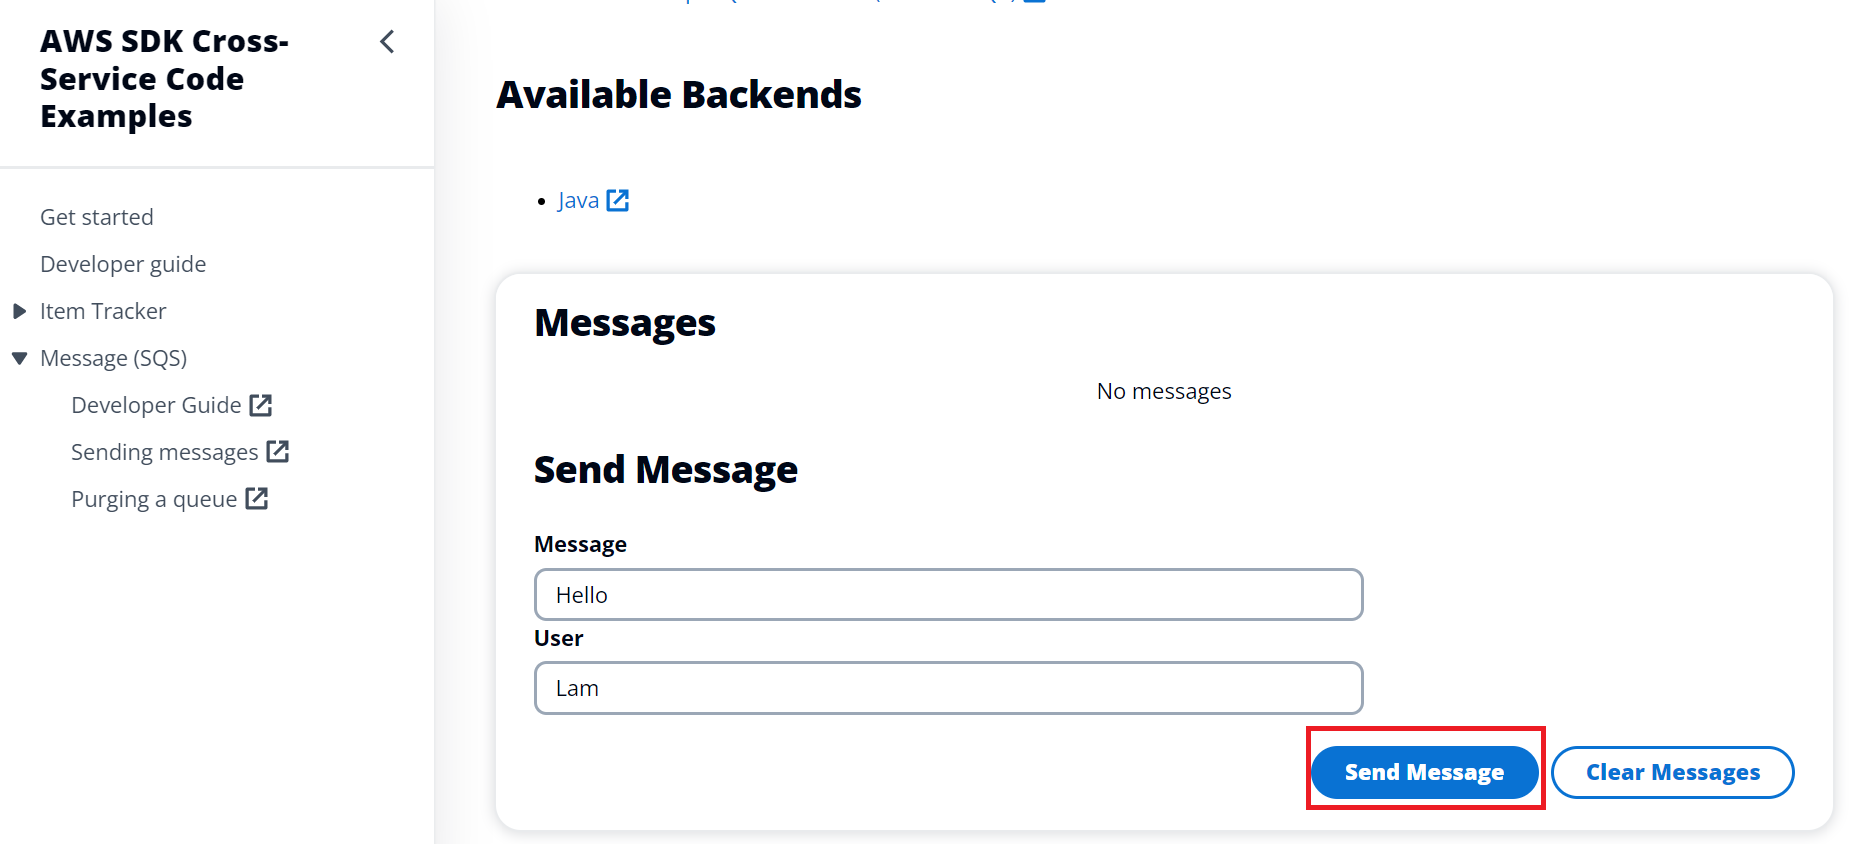 AWS SDK Cross-
Service Code
Examples
Get started
Developer guide
Item Tracker
Message (SQS)
Developer Guide
Sending messages
Purging a queue
Available Backends
Java
Messages
No messages
Send Message
Message
Hello
User
Lam
Send Message
Clear Messages